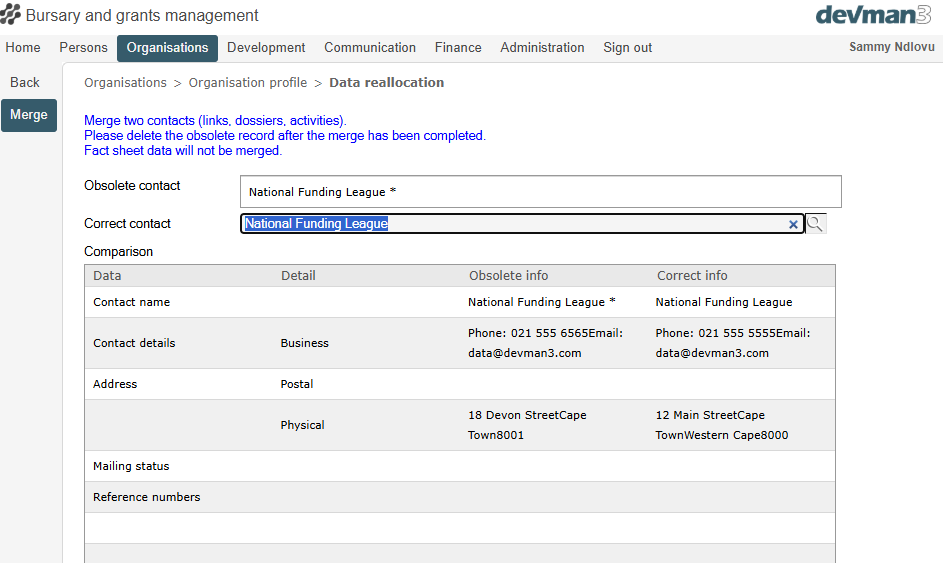 Bursary and grants management
devman3
Home Persons Organisations Development Communication Finance Administration Sign out Sammy Ndlovu
Back
Merge
Organisations > Organisation profile > Data reallocation
Merge two contacts (links, dossiers, activities).
Please delete the obsolete record after the merge has been completed.
Fact sheet data will not be merged.
Obsolete contact National Funding League *
Correct contact National Funding League
Comparison
Data Detail Obsolete info Correct info
Contact name National Funding League * National Funding League
Contact details Business Phone: 021 555 6565Email: data@devman3.com Phone: 021 555 5555Email: data@devman3.com
Address Postal
Physical 18 Devon StreetCape Town8001 12 Main StreetCape TownWestern Cape8000
Mailing status
Reference numbers